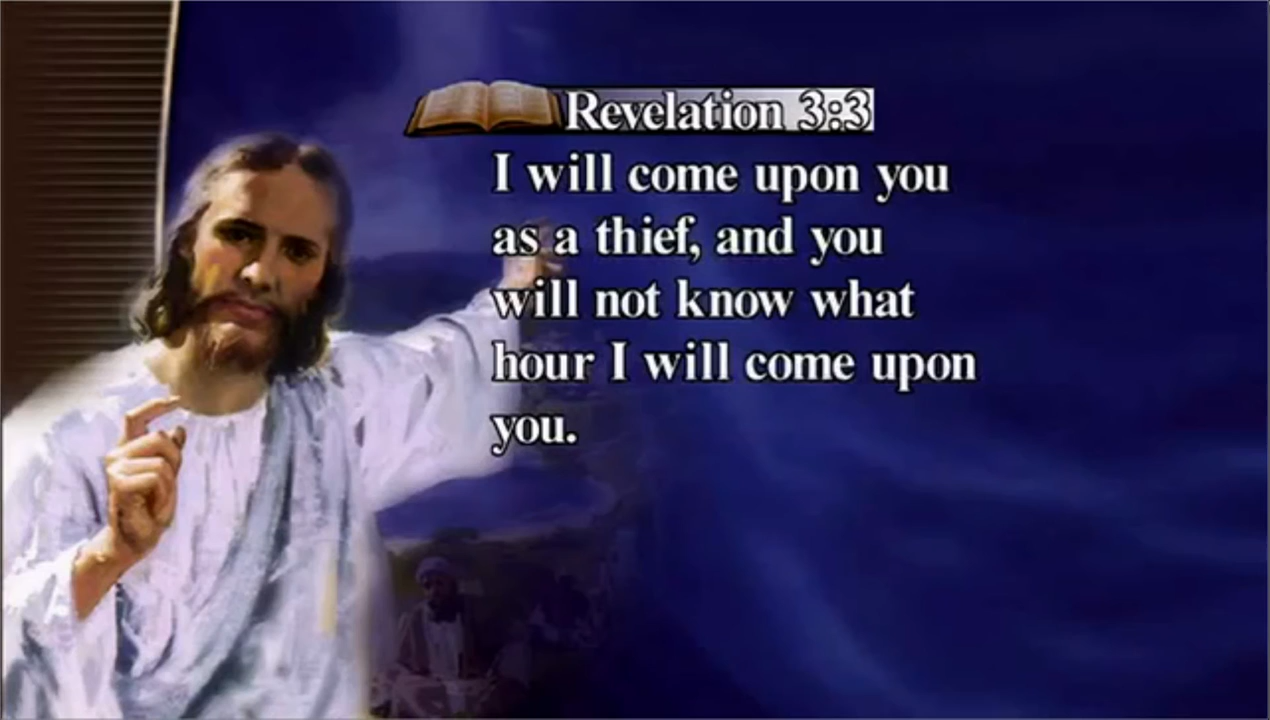 Revelation 3:3
I will come upon you
as a thief, and you
will not know what
hour I will come upon
you.